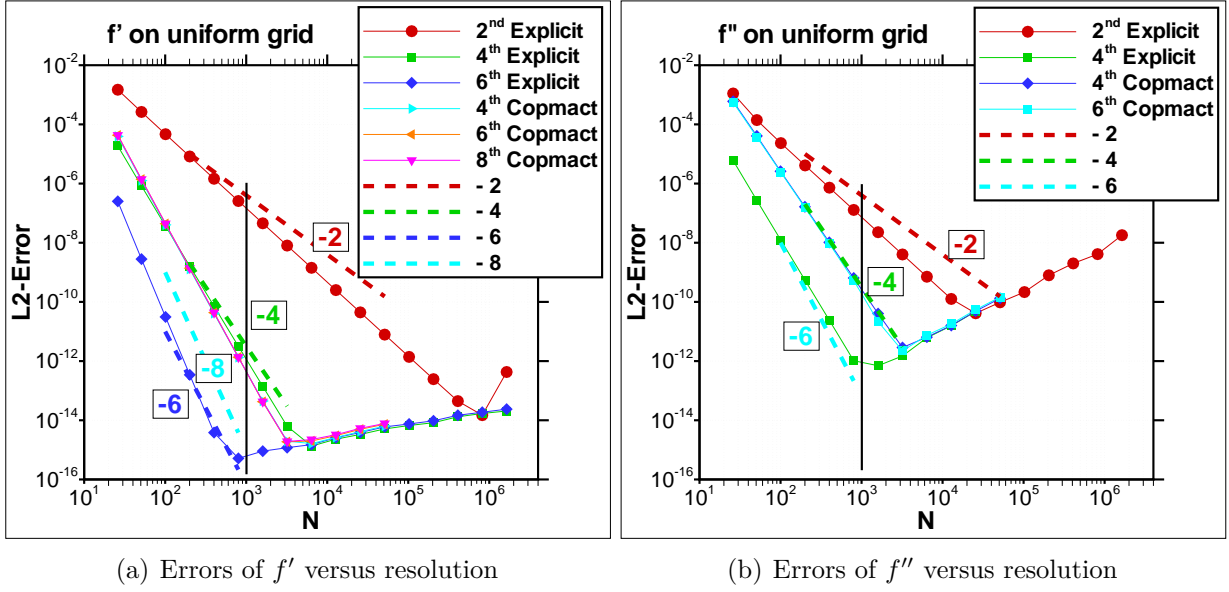 f' on uniform grid
2nd Explicit
4th Explicit
6th Explicit
4th Copmact
6th Copmact
8th Copmact
- 2
- 4
- 6
- 8
L2-Error
10-2
10-4
10-6
10-8
10-10
10-12
10-14
10-16
-2
-4
-8
-6
101
102
103
104
105
106
N
(a) Errors of f′ versus resolution
f" on uniform grid
2nd Explicit
4th Explicit
4th Copmact
6th Copmact
- 2
- 4
- 6
L2-Error
10-2
10-4
10-6
10-8
10-10
10-12
10-14
10-16
-2
-4
-6
101
102
103
104
105
106
N
(b) Errors of f′′ versus resolution